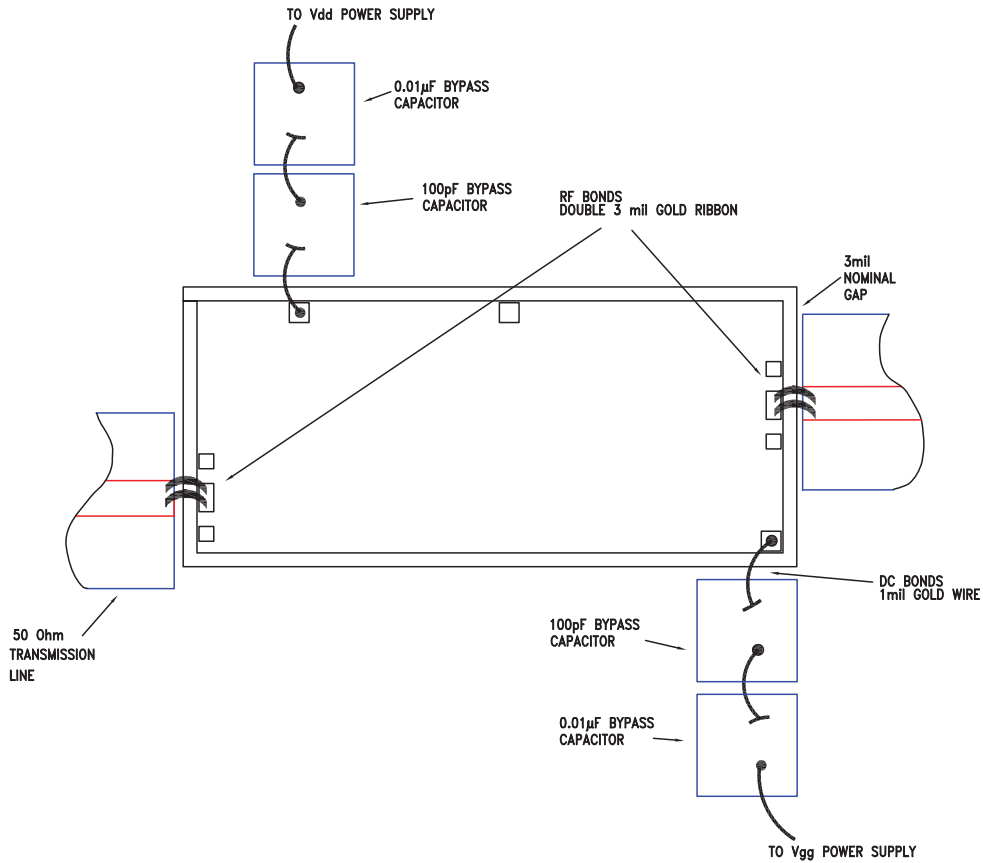 TO Vdd POWER SUPPLY
0.01μF BYPASS
CAPACITOR
100pF BYPASS
CAPACITOR
RF BONDS
DOUBLE 3 mil GOLD RIBBON
3mil
NOMINAL
GAP
50 Ohm
TRANSMISSION
LINE
DC BONDS
1mil GOLD WIRE
100pF BYPASS
CAPACITOR
0.01μF BYPASS
CAPACITOR
TO Vgg POWER SUPPLY